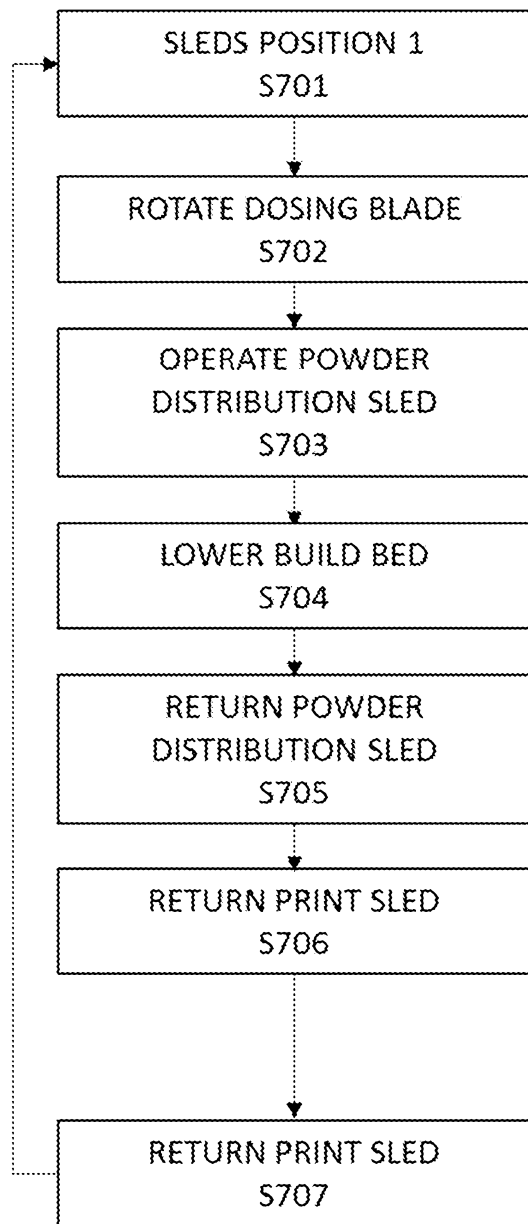 SLEDS POSITION 1
S701
ROTATE DOSING BLADE
S702
OPERATE POWDER
DISTRIBUTION SLED
S703
LOWER BUILD BED
S704
RETURN POWDER
DISTRIBUTION SLED
S705
RETURN PRINT SLED
S706
RETURN PRINT SLED
S707